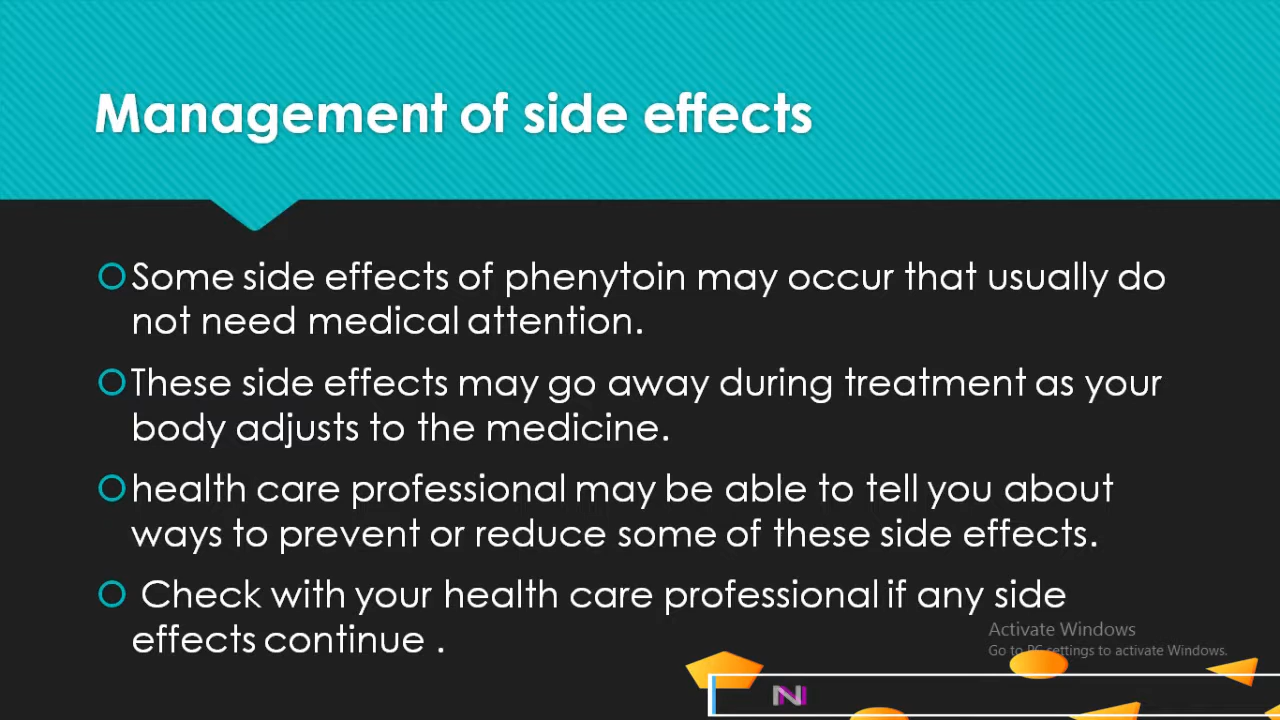 Management of side effects
Some side effects of phenytoin may occur that usually do
not need medical attention.
These side effects may go away during treatment as your
body adjusts to the medicine.
health care professional may be able to tell you about
ways to prevent or reduce some of these side effects.
Check with your health care professional if any side
effects continue .
Activate Windows
Go to PC settings to activate Windows.
N